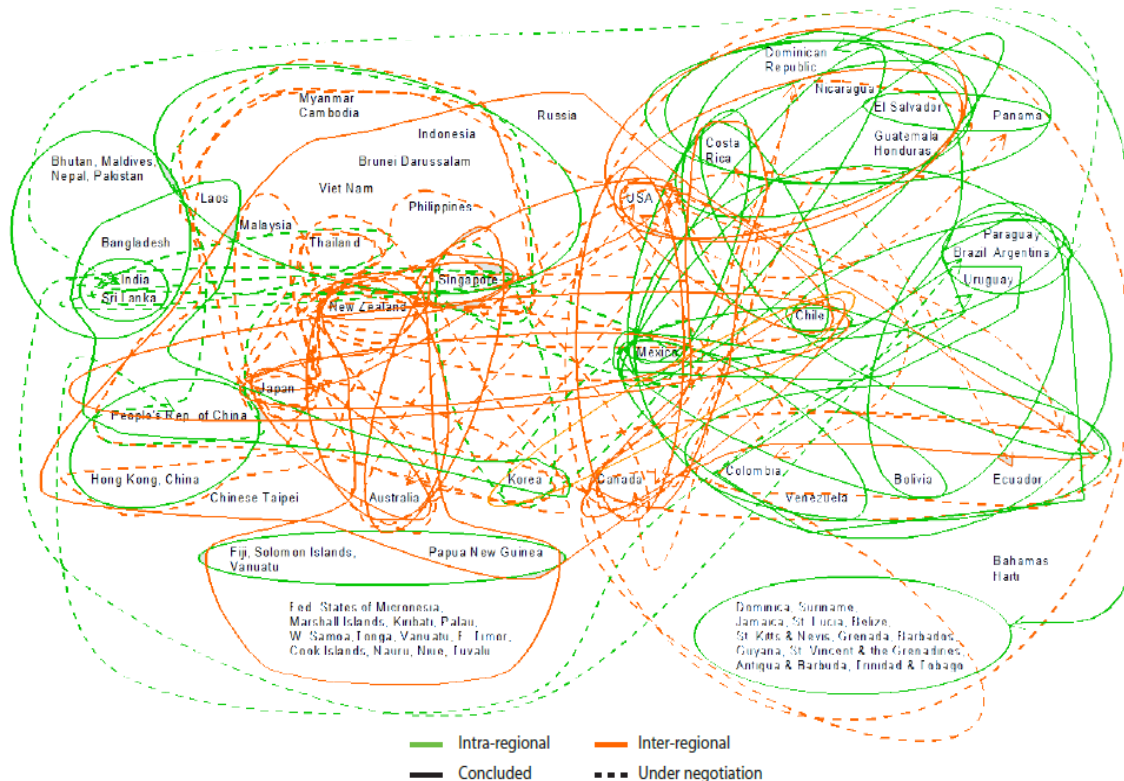 Dominican
Republic
Nicaragua
El Salvador
Panama
Guatemala
Honduras
Costa
Rica
Myanmar
Cambodia
Russia
Indonesia
Brunei Darussalam
Bhutan, Maldives,
Nepal, Pakistan
Viet Nam
Laos
Philippines
USA
Malaysia
Bangladesh
Thailand
Paraguay
Brazil Argentina
India
Singapore
Uruguay
Sri Lanka
New Zealand
Chile
Mexico
Japan
People's Rep. of China
Hong Kong, China
Korea
Canada
Colombia
Bolivia
Ecuador
Chinese Taipei
Australia
Venezuela
Fiji, Solomon Islands,
Vanuatu
Papua New Guinea
Bahamas
Haiti
Fed. States of Micronesia,
Marshall Islands, Kiribati, Palau,
W. Samoa, Tonga, Vanuatu, E. Timor,
Cook Islands, Nauru, Niue, Tuvalu
Dominica, Suriname,
Jamaica, St. Lucia, Belize,
St. Kitts & Nevis, Grenada, Barbados,
Guyana, St. Vincent & the Grenadines,
Antigua & Barbuda, Trinidad & Tobago
Intra-regional
Inter-regional
Concluded
Under negotiation